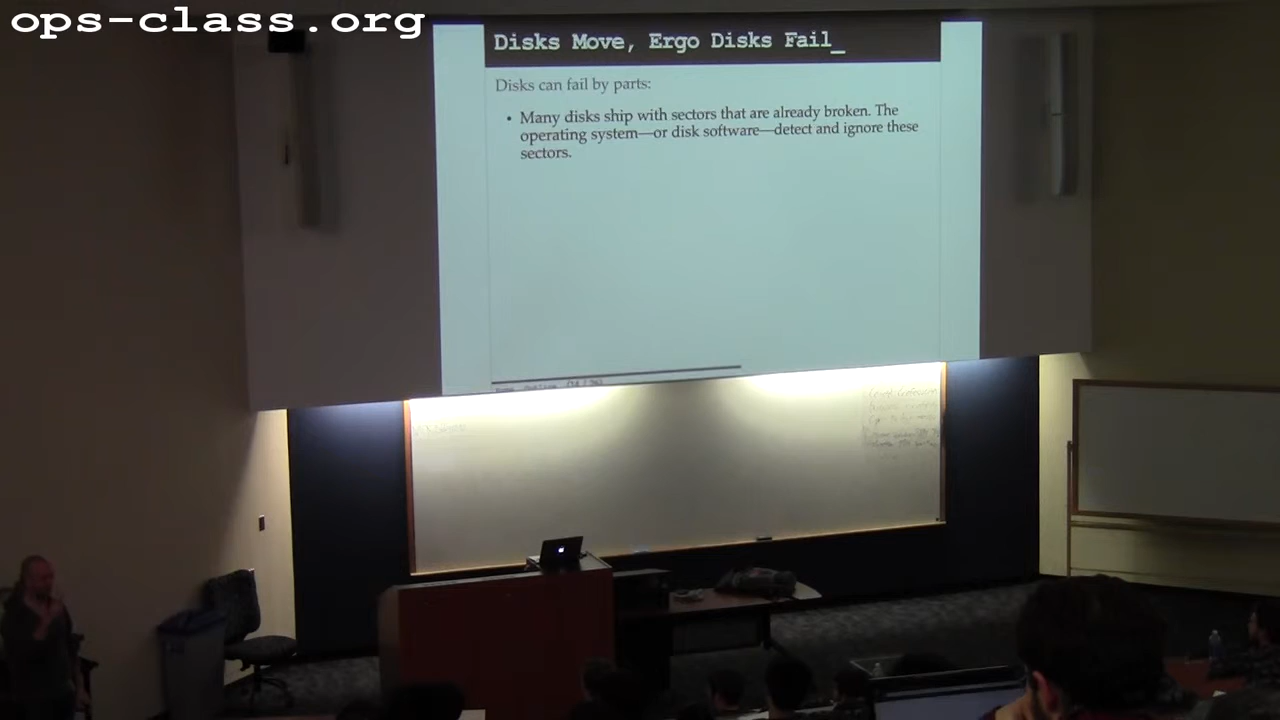 ops-class.org
Disks Move, Ergo Disks Fail_
Disks can fail by parts:
• Many disks ship with sectors that are already broken. The
operating system—or disk software—detect and ignore these
sectors.